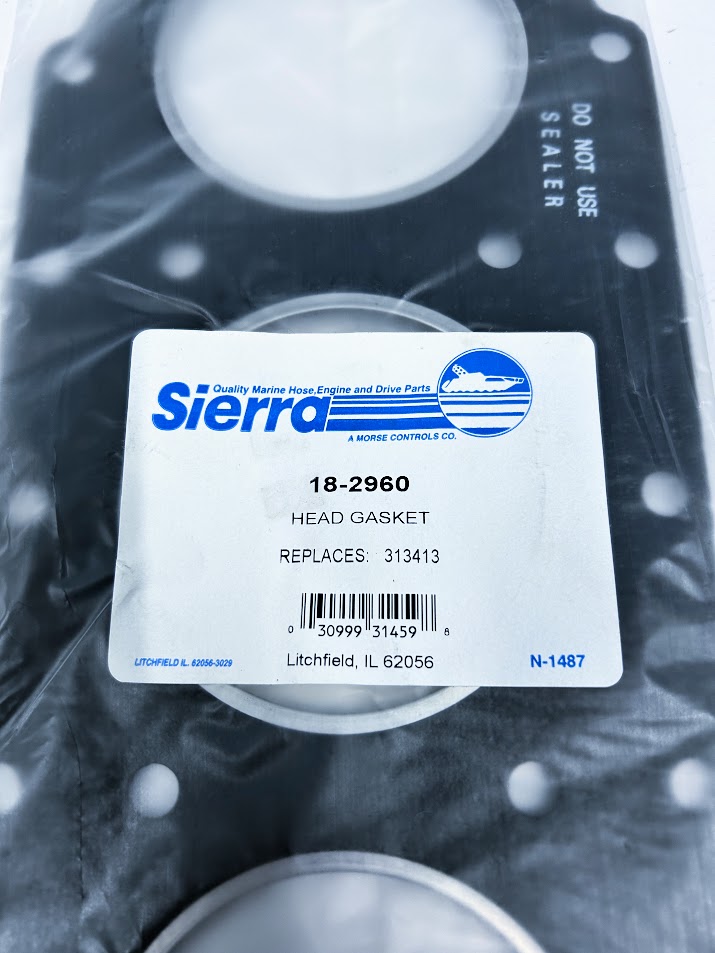 DO NOT USE
SEALER
Quality Marine Hose,Engine and Drive Parts
Sierra
A MORSE CONTROLS CO.
18-2960
HEAD GASKET
REPLACES: 313413
0 30999 31459 8
LITCHFIELD IL. 62056-3029
Litchfield, IL 62056
N-1487